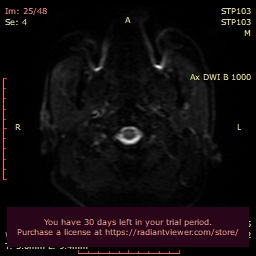 Im: 25/48
Se: 4
A
STP103
STP103
M
Ax DWI B 1000
R
L
You have 30 days left in your trial period.
Purchase a license at https://radiantviewer.com/store/